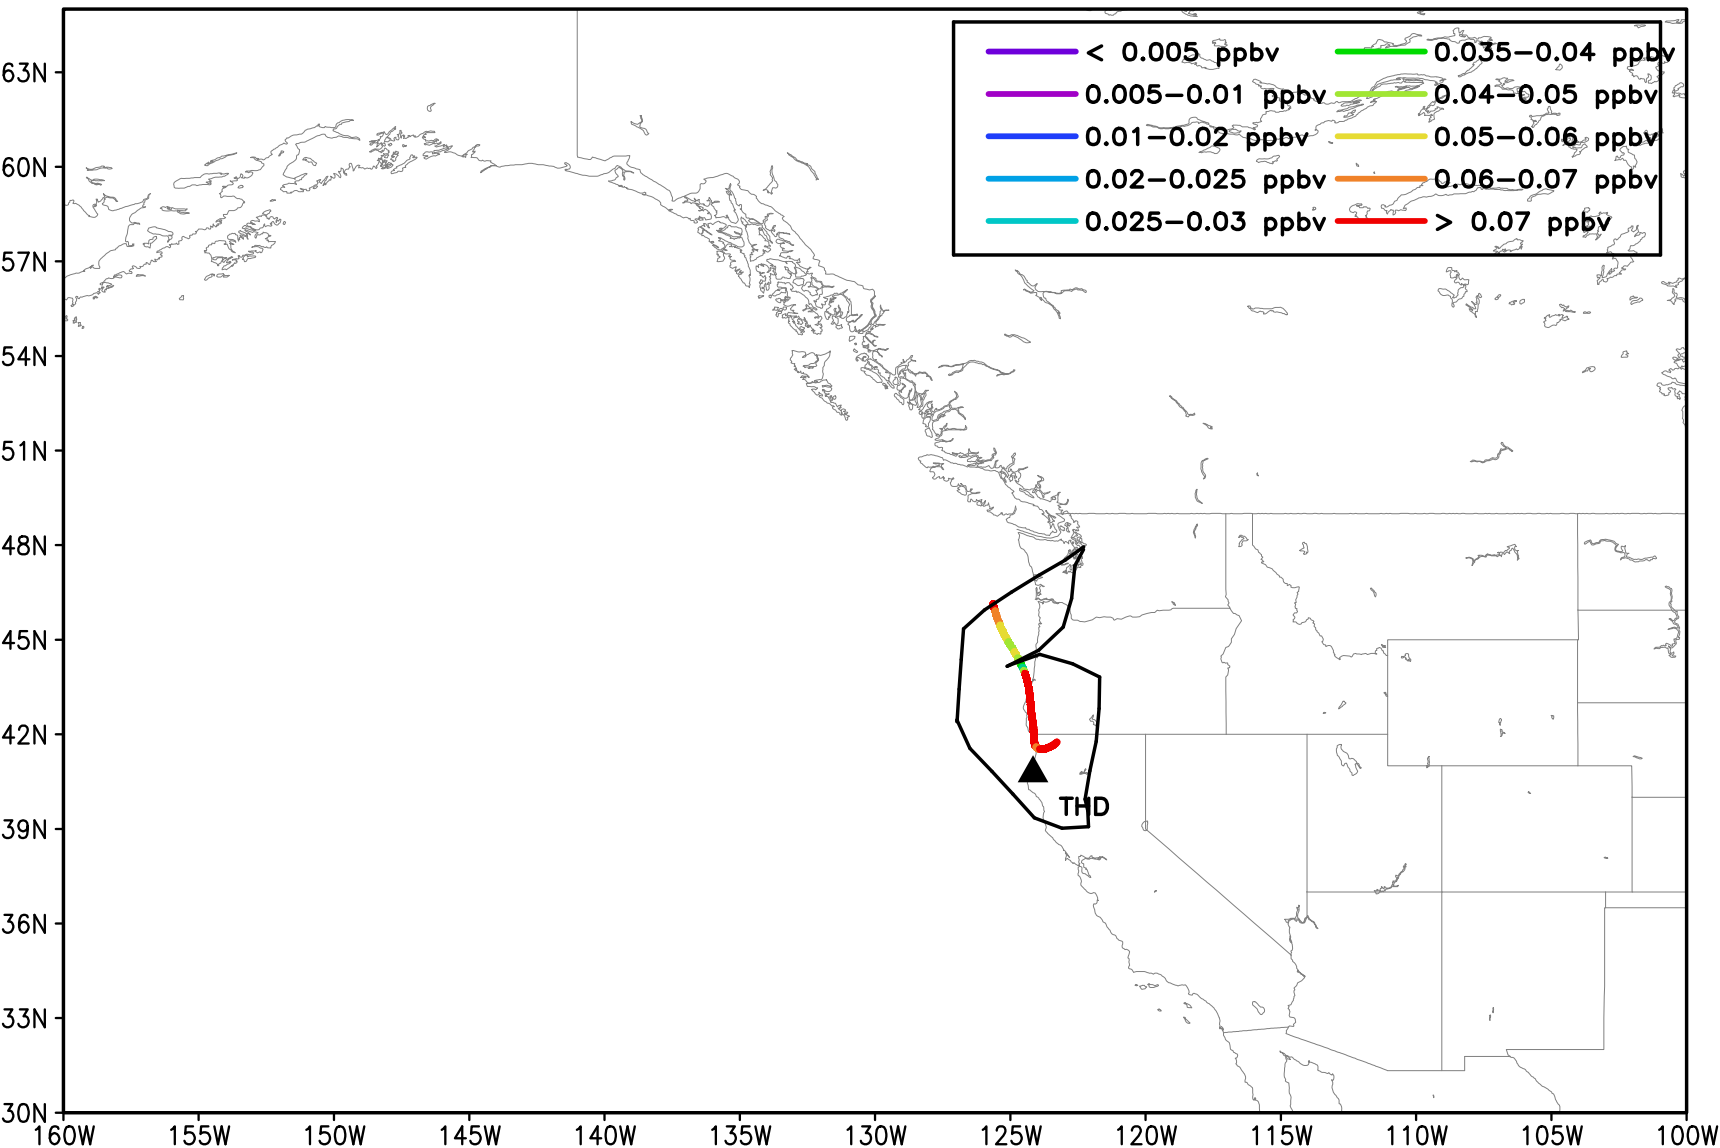 63N
60N
57N
54N
51N
48N
45N
42N
39N
36N
33N
30N
< 0.005 ppbv
0.005-0.01 ppbv
0.01-0.02 ppbv
0.02-0.025 ppbv
0.025-0.03 ppbv
0.035-0.04 ppbv
0.04-0.05 ppbv
0.05-0.06 ppbv
0.06-0.07 ppbv
> 0.07 ppbv
THD
160W 155W 150W 145W 140W 135W 130W 125W 120W 115W 110W 105W 100W